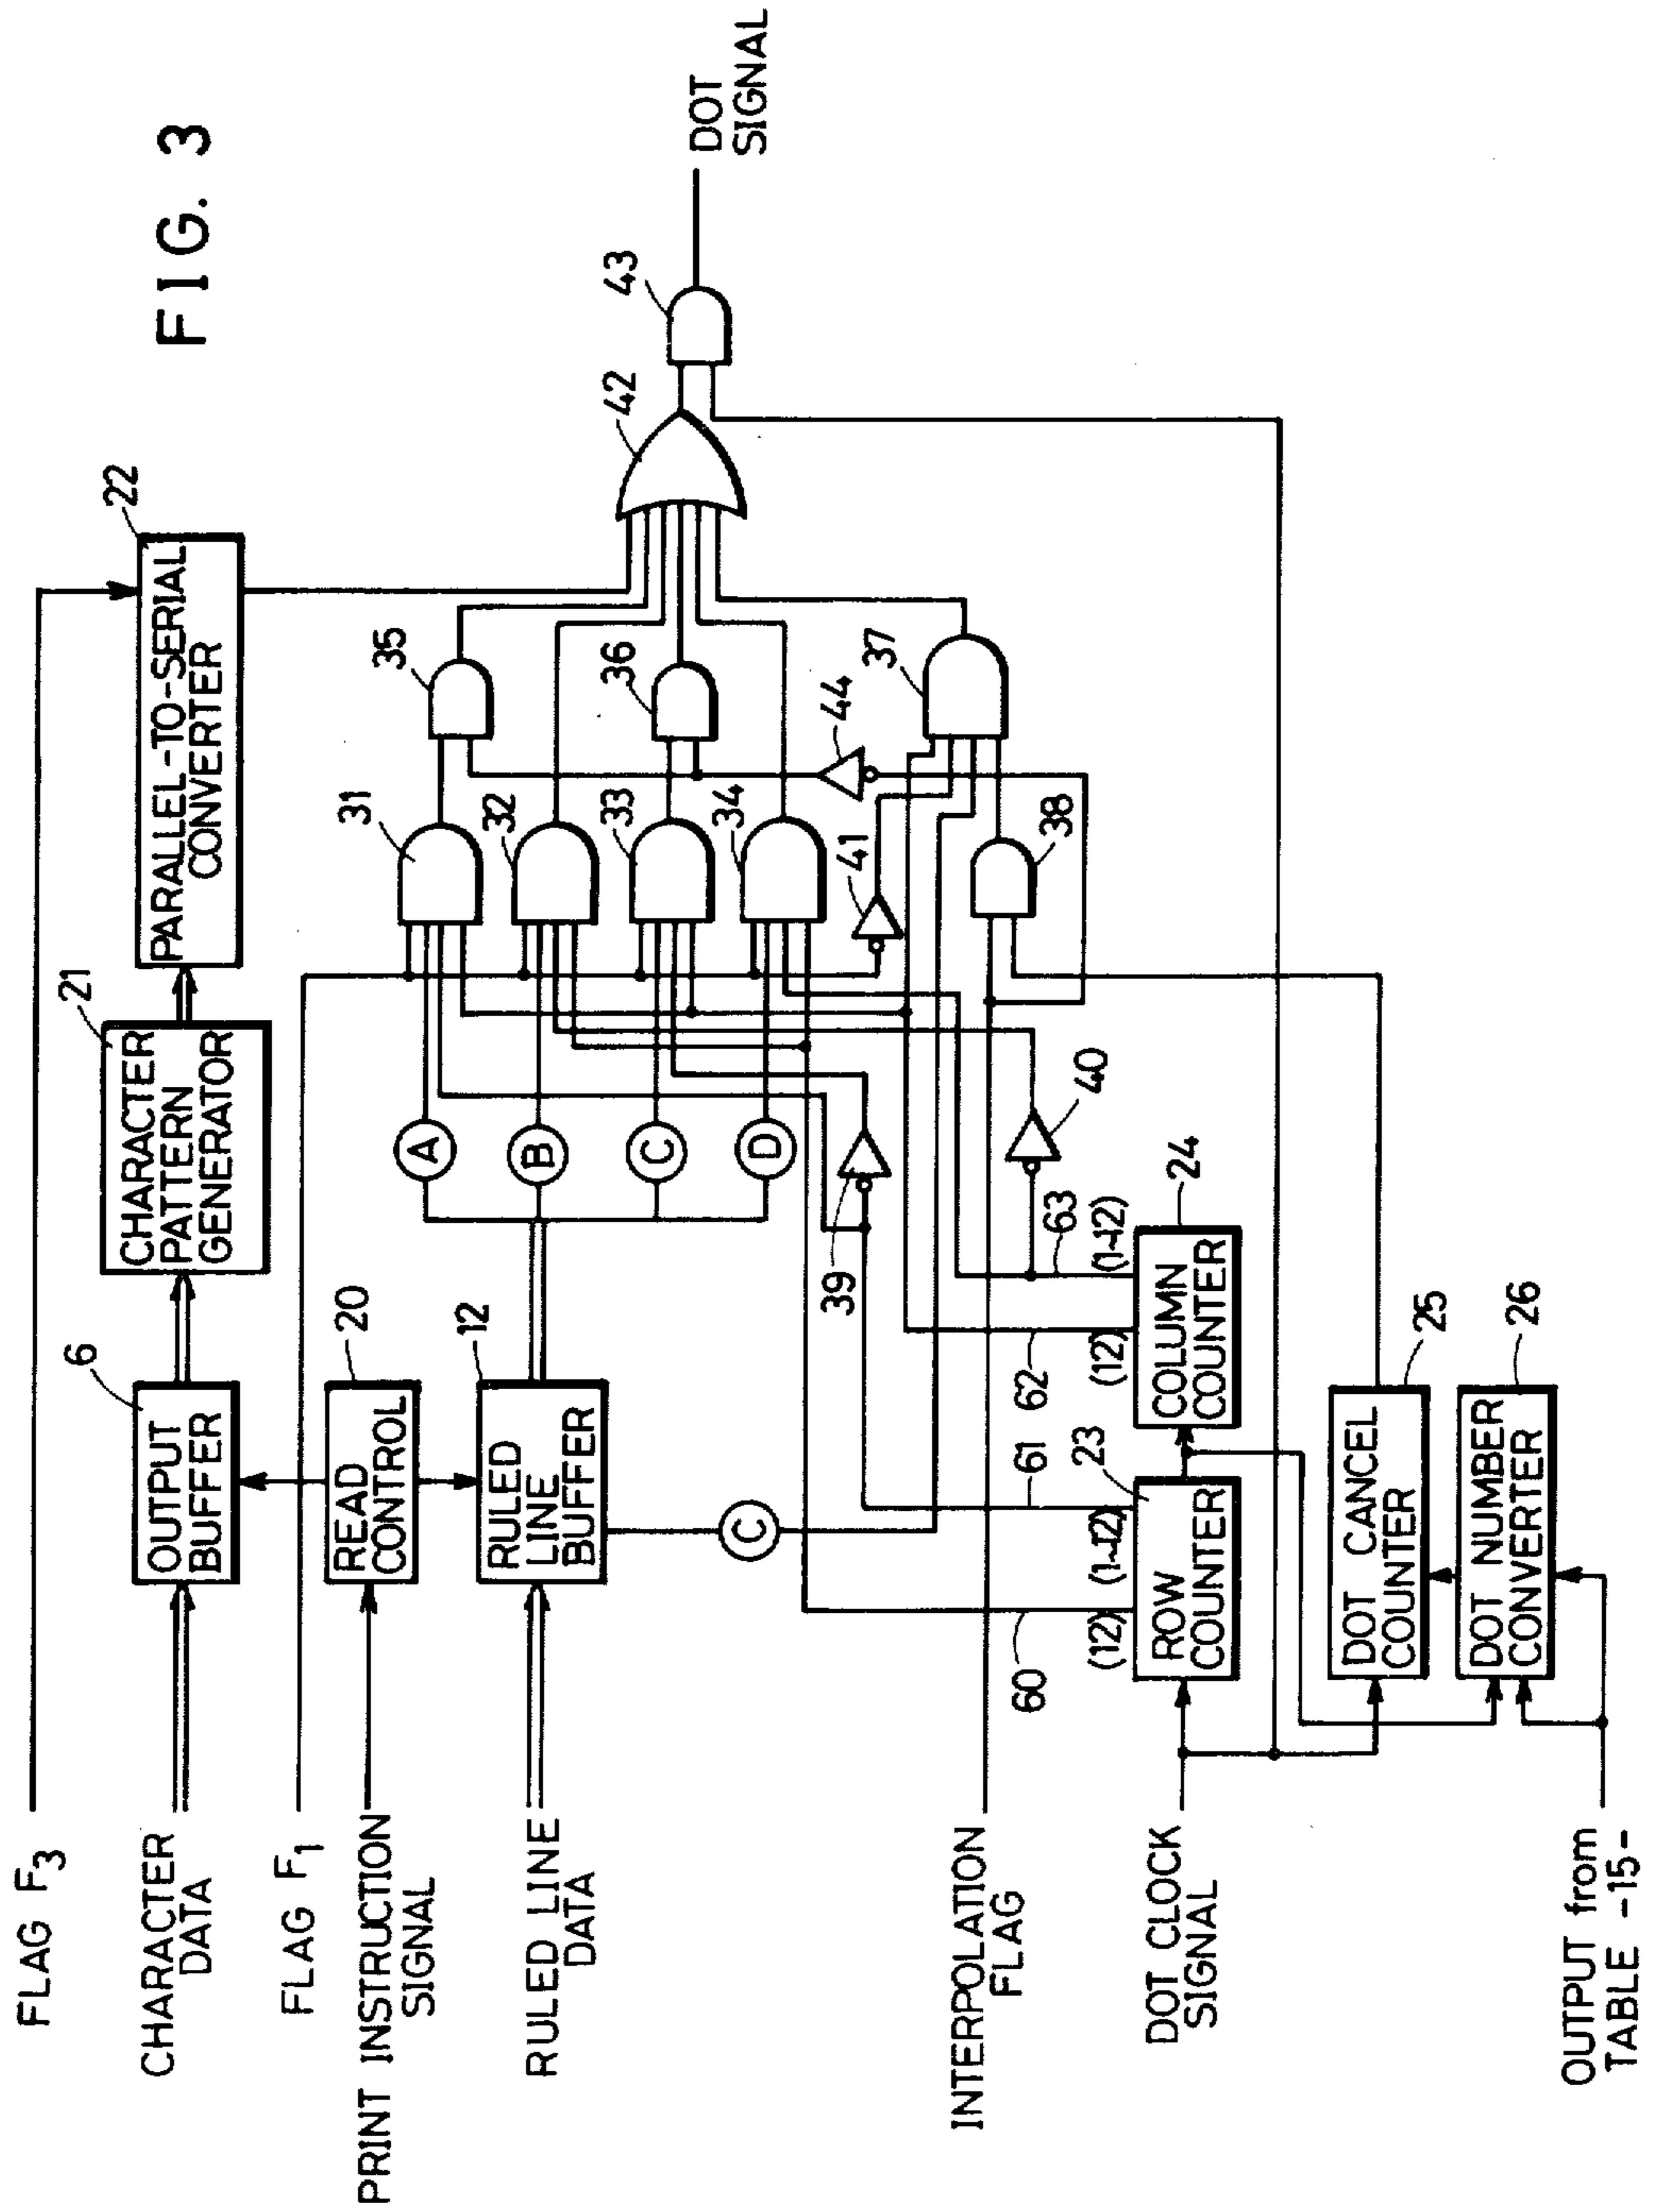 FIG. 3
FLAG F3
CHARACTER
DATA
FLAG F1
PRINT INSTRUCTION
SIGNAL
RULED LINE
DATA
INTERPOLATION
FLAG
DOT CLOCK
SIGNAL
OUTPUT from
TABLE -15-
6
OUTPUT
BUFFER
20
READ
CONTROL
12
RULED
LINE
BUFFER
21
CHARACTER
PATTERN
GENERATOR
22
PARALLEL-TO-SERIAL
CONVERTER
A
B
C
D
C
31
32
33
34
35
36
37
38
39
40
41
42
43
44
DOT
SIGNAL
60
61
62
63
(12)
(1~12)
23
ROW
COUNTER
(12)
(1~12)
24
COLUMN
COUNTER
25
DOT CANCEL
COUNTER
26
DOT NUMBER
CONVERTER